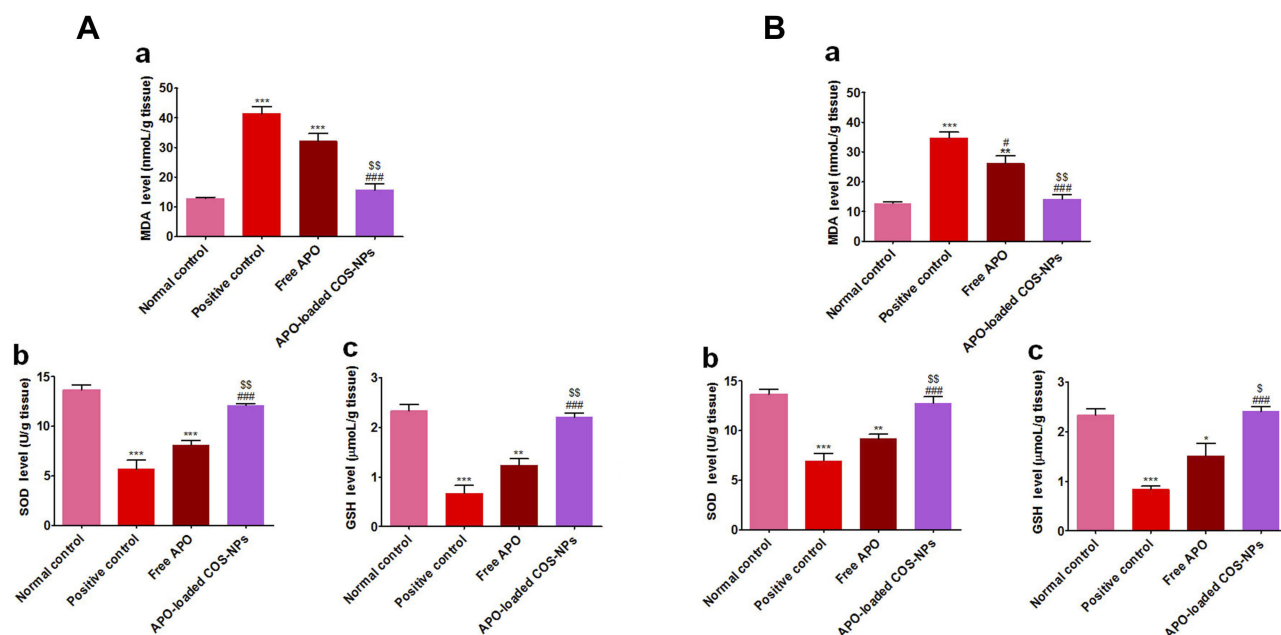 A
B
a
MDA level (nmoL/g tissue)
50
40
30
20
10
0
***
***
$$
###
Normal control
Positive control
Free APO
APO-loaded COS-NPs
a
MDA level (nmoL/g tissue)
50
40
30
20
10
0
***
#
**
$$
###
Normal control
Positive control
Free APO
APO-loaded COS-NPs
b
SOD level (U/g tissue)
15
10
5
0
***
***
$$
###
Normal control
Positive control
Free APO
APO-loaded COS-NPs
c
GSH level (μmoL/g tissue)
3
2
1
0
***
**
$$
###
Normal control
Positive control
Free APO
APO-loaded COS-NPs
b
SOD level (U/g tissue)
15
10
5
0
***
**
$$
###
Normal control
Positive control
Free APO
APO-loaded COS-NPs
c
GSH level (μmoL/g tissue)
3
2
1
0
***
*
$
###
Normal control
Positive control
Free APO
APO-loaded COS-NPs